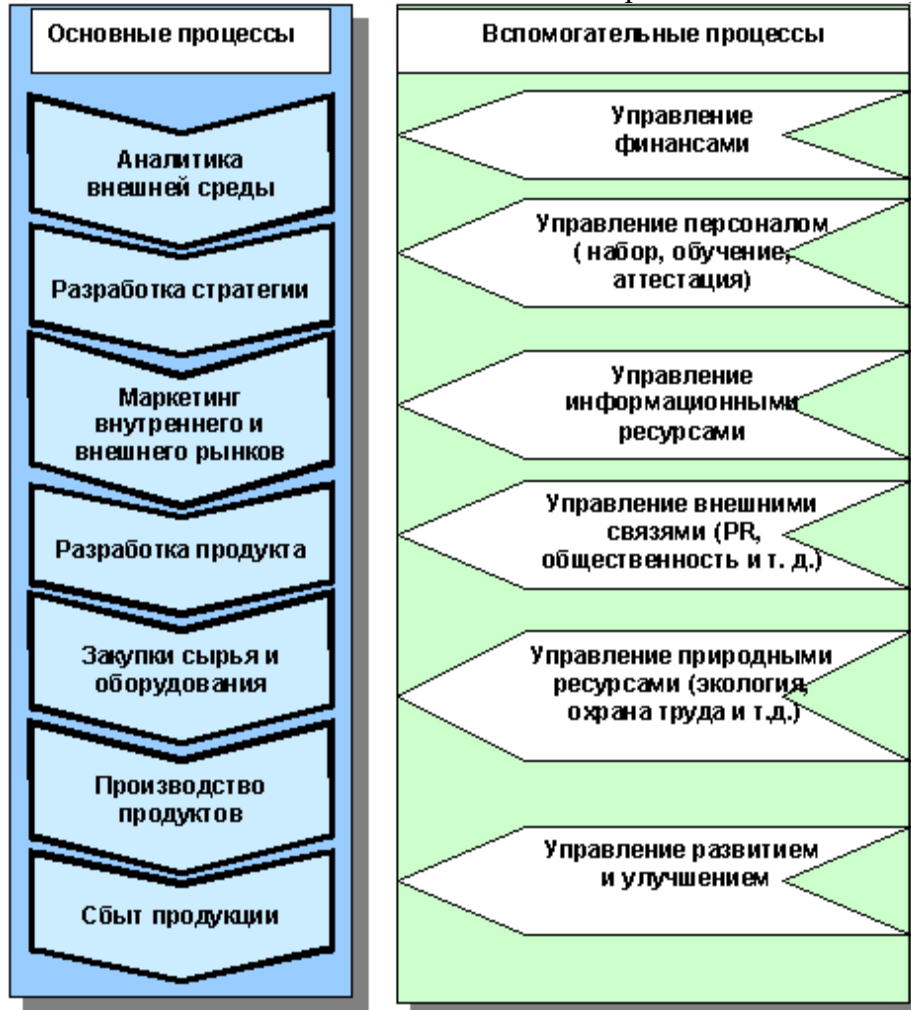 Основные процессы
Аналитика
внешней среды
Разработка стратегии
Маркетинг
внутреннего и
внешнего рынков
Разработка продукта
Закупки сырья и
оборудования
Производство
продуктов
Сбыт продукции
Вспомогательные процессы
Управление
финансами
Управление персоналом
( набор, обучение,
аттестация)
Управление
информационными
ресурсами
Управление внешними
связями (PR,
общественность и т. д.)
Управление природными
ресурсами (экология,
охрана труда и т.д.)
Управление развитием
и улучшением